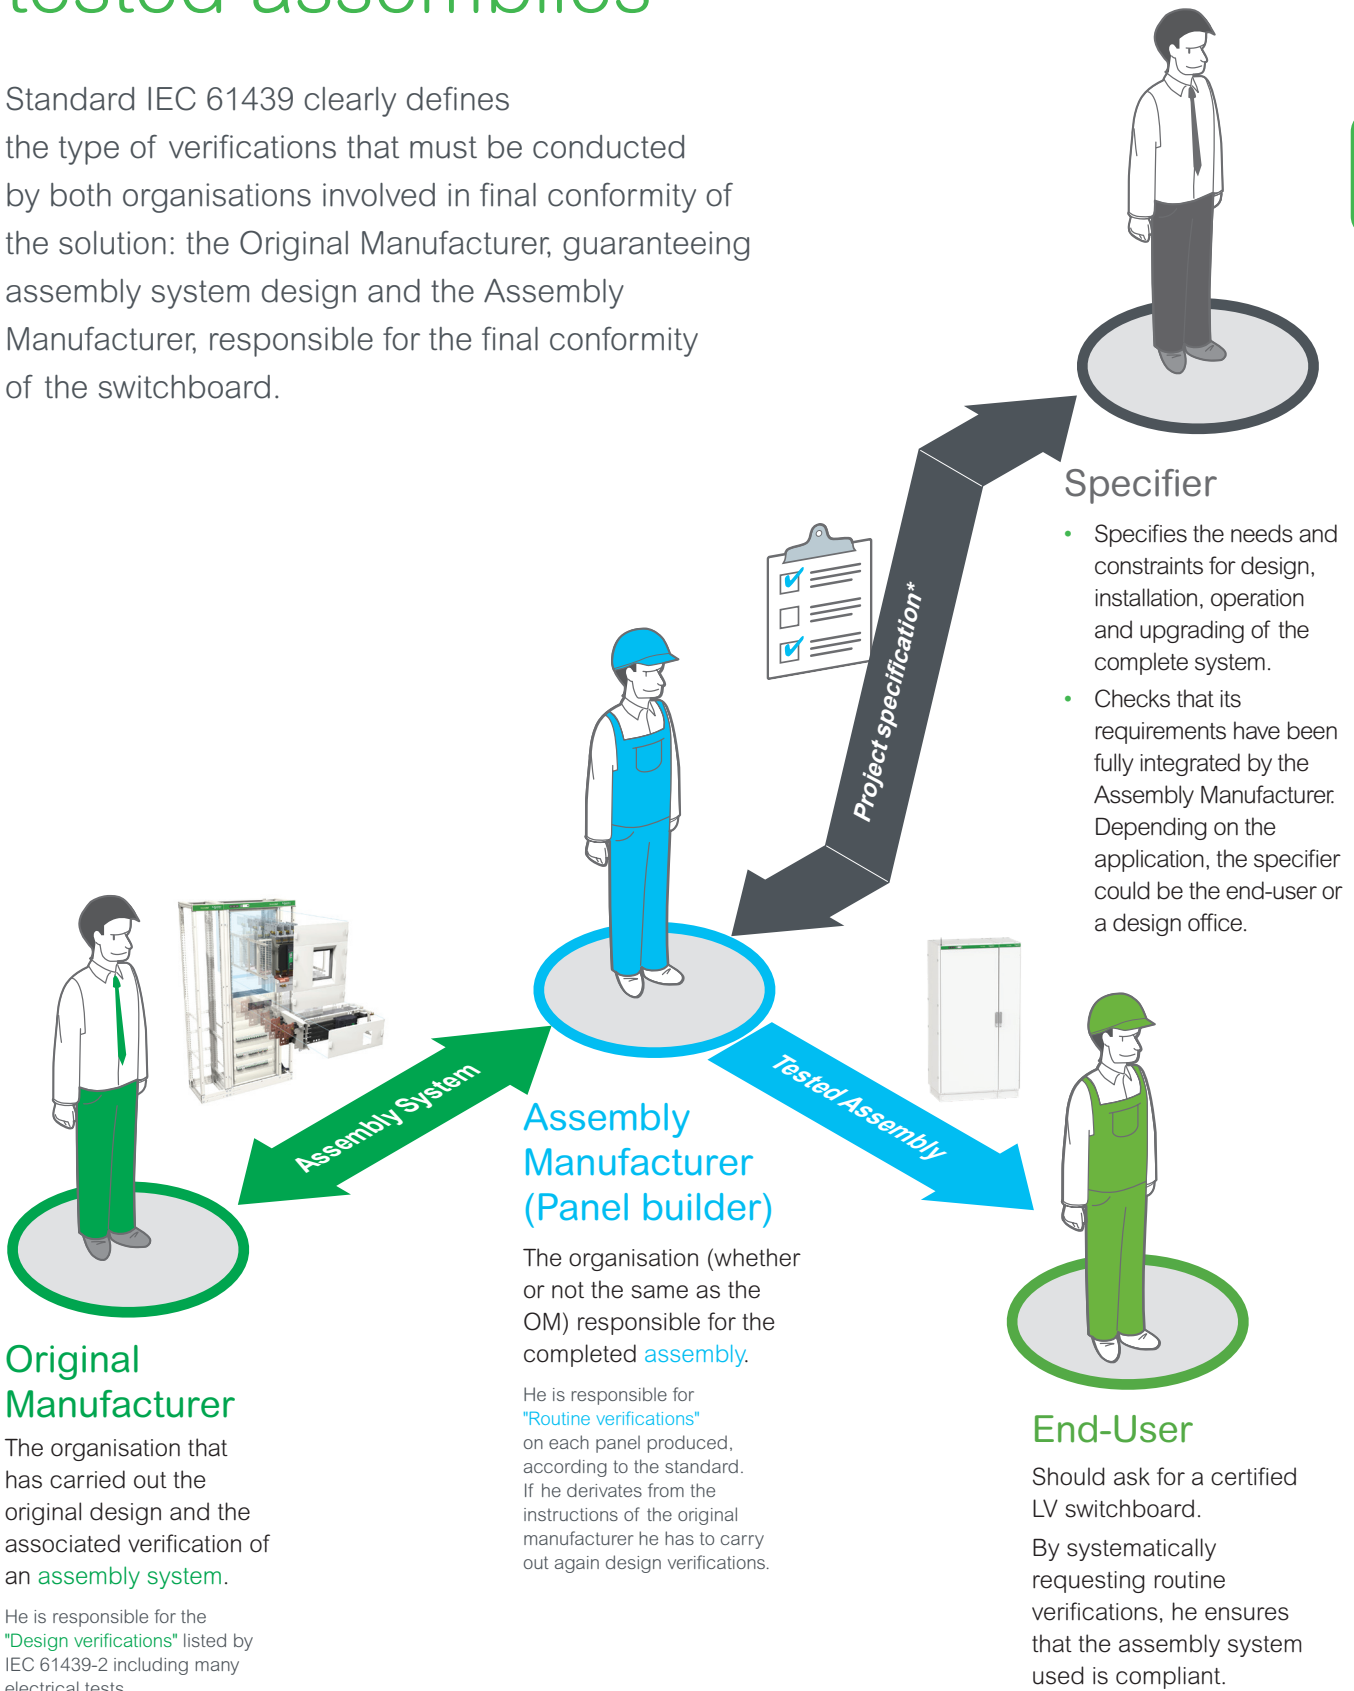 tested assemblies
Standard IEC 61439 clearly defines
the type of verifications that must be conducted
by both organisations involved in final conformity of
the solution: the Original Manufacturer, guaranteeing
assembly system design and the Assembly
Manufacturer, responsible for the final conformity
of the switchboard.
Specifier
• Specifies the needs and
constraints for design,
installation, operation
and upgrading of the
complete system.
• Checks that its
requirements have been
fully integrated by the
Assembly Manufacturer.
Depending on the
application, the specifier
could be the end-user or
a design office.
Project specification*
Assembly System
Tested Assembly
Assembly
Manufacturer
(Panel builder)
The organisation (whether
or not the same as the
OM) responsible for the
completed assembly.
He is responsible for
"Routine verifications"
on each panel produced,
according to the standard.
If he derivates from the
instructions of the original
manufacturer he has to carry
out again design verifications.
Original
Manufacturer
The organisation that
has carried out the
original design and the
associated verification of
an assembly system.
He is responsible for the
"Design verifications" listed by
IEC 61439-2 including many
electrical tests
End-User
Should ask for a certified
LV switchboard.
By systematically
requesting routine
verifications, he ensures
that the assembly system
used is compliant.